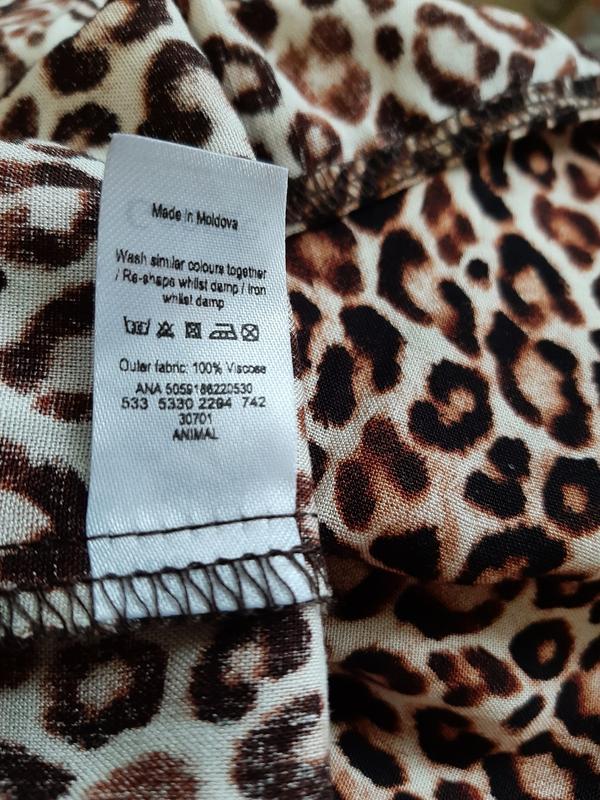 Made in Moldova
Wash similar colours together
/ Re-shape whilst damp / Iron
whilst damp
Outer fabric: 100% Viscose
ANA 5059186220530
533 5330 2294 742
30701
ANIMAL